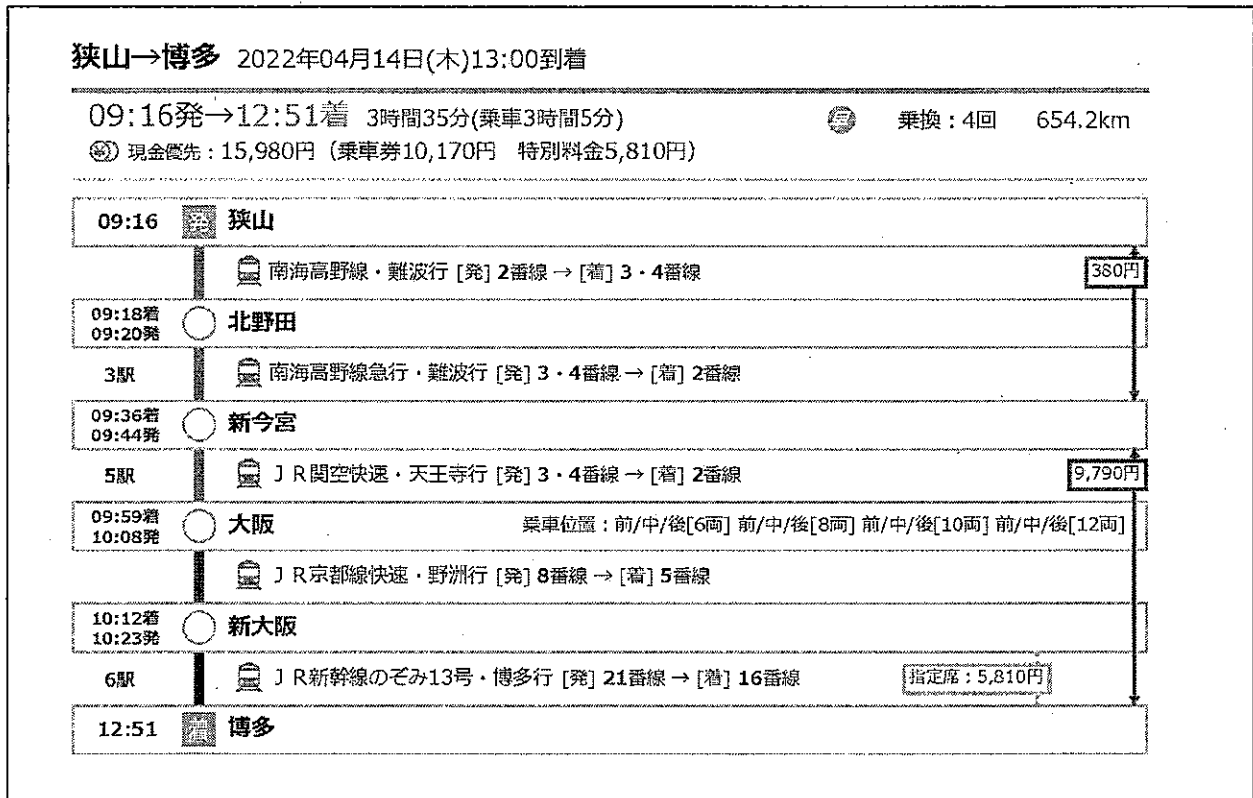 狭山→博多 2022年04月14日(木)13:00到着
09:16発→12:51着 3時間35分(乗車3時間5分) 乗換：4回 654.2km
現金優先：15,980円（乗車券10,170円 特別料金5,810円）
09:16 発 狭山
南海高野線・難波行 [発] 2番線 → [着] 3・4番線 380円
09:18着
09:20発 北野田
3駅 南海高野線急行・難波行 [発] 3・4番線 → [着] 2番線
09:36着
09:44発 新今宮
5駅 ＪＲ関空快速・天王寺行 [発] 3・4番線 → [着] 2番線 9,790円
09:59着
10:08発 大阪 乗車位置：前/中/後[6両] 前/中/後[8両] 前/中/後[10両] 前/中/後[12両]
ＪＲ京都線快速・野洲行 [発] 8番線 → [着] 5番線
10:12着
10:23発 新大阪
6駅 ＪＲ新幹線のぞみ13号・博多行 [発] 21番線 → [着] 16番線 指定席：5,810円
12:51 着 博多